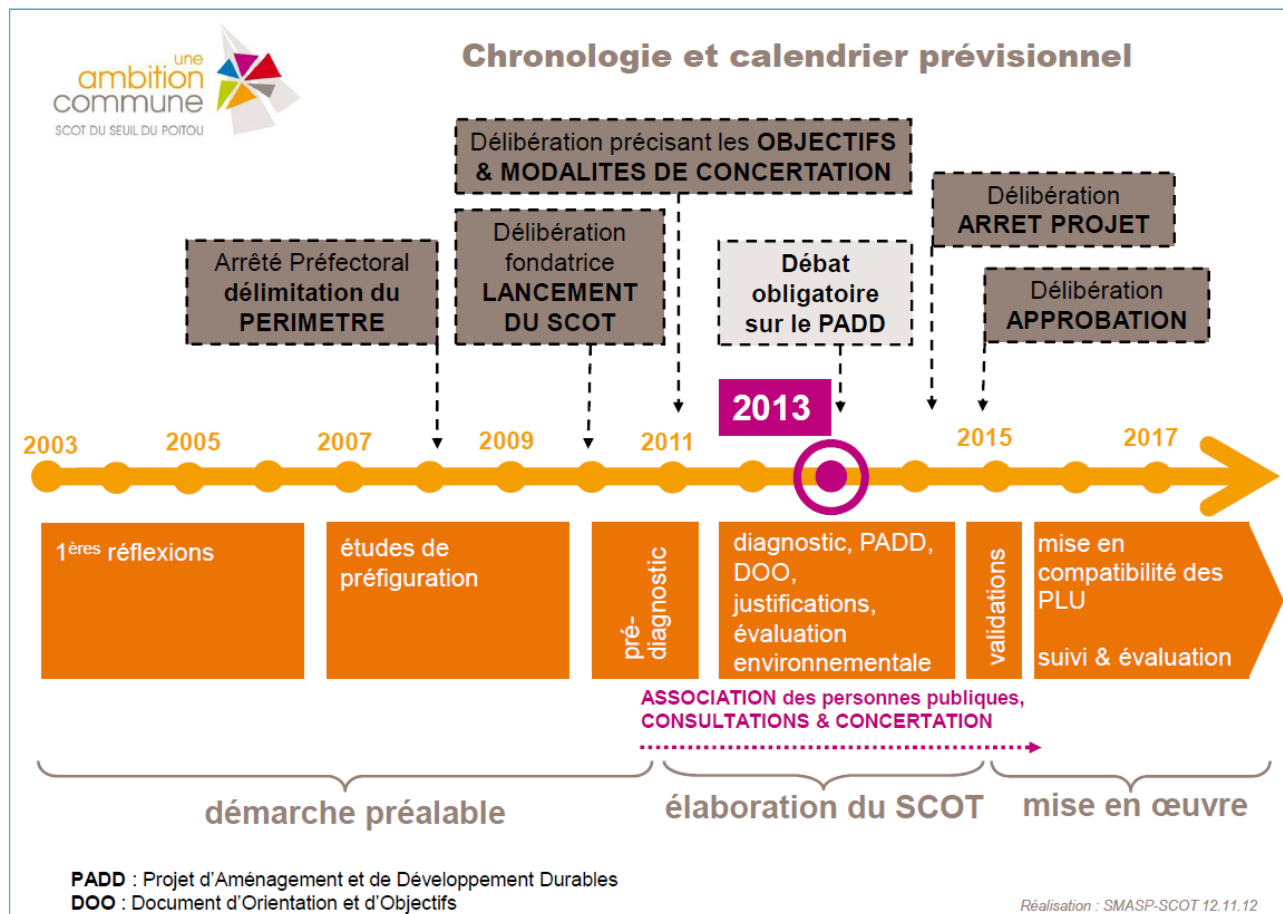 une
ambition
commune
SCOT DU SEUIL DU POITOU
Chronologie et calendrier prévisionnel
Délibération précisant les OBJECTIFS
& MODALITES DE CONCERTATION
Arrêté Préfectoral
délimitation du
PERIMETRE
Délibération
fondatrice
LANCEMENT
DU SCOT
Débat
obligatoire
sur le PADD
Délibération
ARRET PROJET
Délibération
APPROBATION
2003
2005
2007
2009
2011
2013
2015
2017
1ères réflexions
études de
préfiguration
pré-
diagnostic
diagnostic, PADD,
DOO,
justifications,
évaluation
environnementale
validations
mise en
compatibilité des
PLU
suivi & évaluation
ASSOCIATION des personnes publiques,
CONSULTATIONS & CONCERTATION
démarche préalable
élaboration du SCOT
mise en œuvre
PADD : Projet d'Aménagement et de Développement Durables
DOO : Document d'Orientation et d'Objectifs
Réalisation : SMASP-SCOT 12.11.12